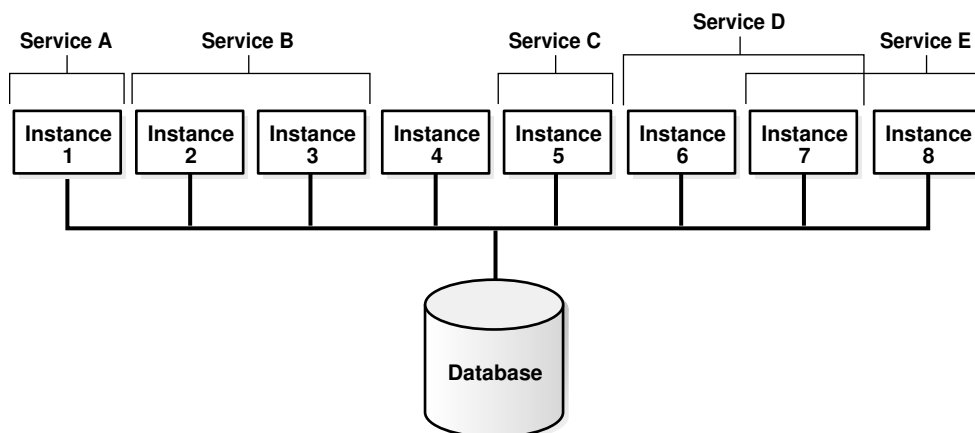 Service A
Service B
Service C
Service D
Service E
Instance
1
Instance
2
Instance
3
Instance
4
Instance
5
Instance
6
Instance
7
Instance
8
Database